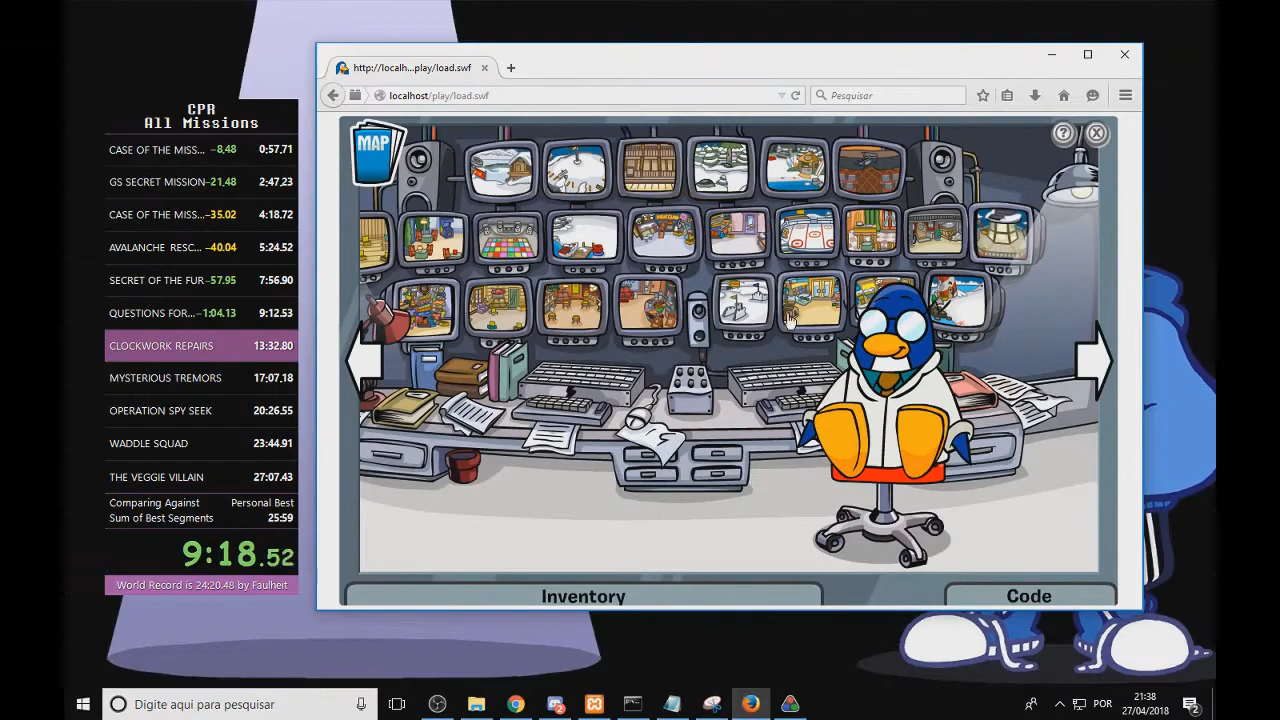 CPR
All Missions
CASE OF THE MISS... −8,48 0:57,71
GS SECRET MISSION −21,48 2:47,23
CASE OF THE MISS... −35.02 4:18.72
AVALANCHE RESC... −40.04 5:24.52
SECRET OF THE FUR −57.95 7:56.90
QUESTIONS FOR... −1:04.13 9:12.53
CLOCKWORK REPAIRS 13:32.80
MYSTERIOUS TREMORS 17:07.18
OPERATION SPY SEEK 20:26.55
WADDLE SQUAD 23:44.91
THE VEGGIE VILLAIN 27:07.43
Comparing Against Personal Best
Sum of Best Segments 25:59
9:18.52
World Record is 24:20.48 by Faulheit
http://localh...play/load.swf
localhost/play/load.swf
Pesquisar
MAP
?
Inventory
Code
Digite aqui para pesquisar
POR
21:38
27/04/2018
2